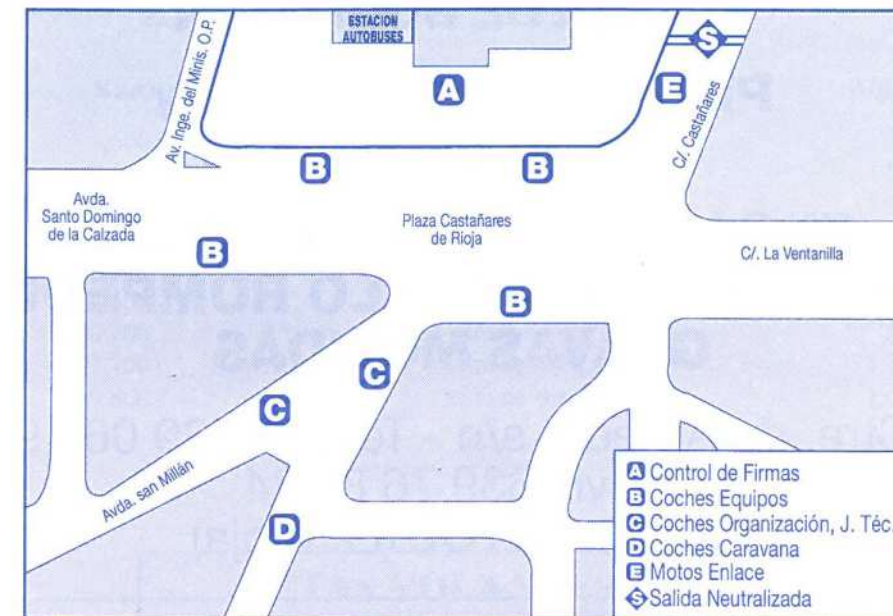 ESTACION
AUTOBUSES
S
Av. Inge. del Minis. O.P.
A
E
C/. Castañares
B
B
Avda.
Santo Domingo
de la Calzada
Plaza Castañares
de Rioja
B
C/. La Ventanilla
B
C
C
Avda. san Millán
D
A Control de Firmas
B Coches Equipos
C Coches Organización, J. Téc.
D Coches Caravana
E Motos Enlace
S Salida Neutralizada